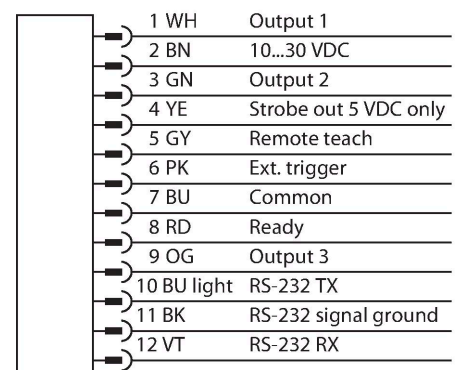 1 WH Output 1
2 BN 10...30 VDC
3 GN Output 2
4 YE Strobe out 5 VDC only
5 GY Remote teach
6 PK Ext. trigger
7 BU Common
8 RD Ready
9 OG Output 3
10 BU light RS-232 TX
11 BK RS-232 signal ground
12 VT RS-232 RX